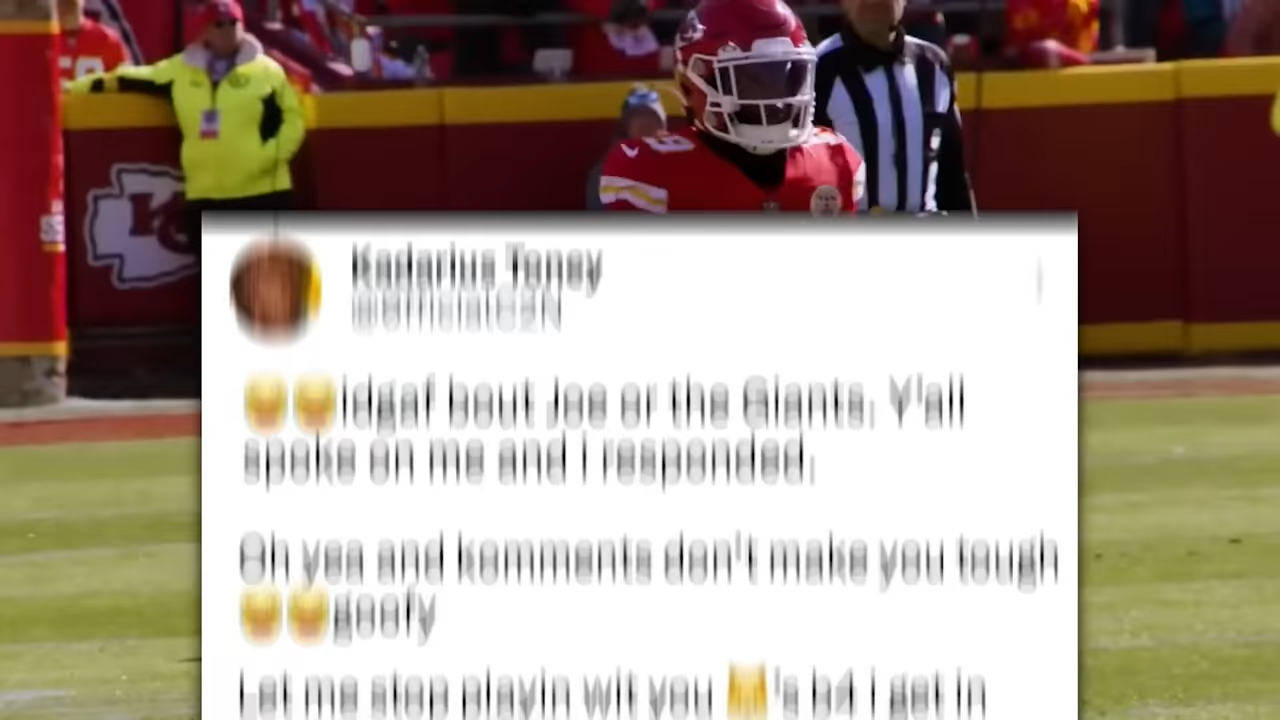 Kadarius Toney
😂😂idgaf bout Joe or the Giants. Y'all
spoke on me and I responded.
Oh yea and komments don't make you tough
😂😂goofy
Let me stop playin wit you 's b4 I get in